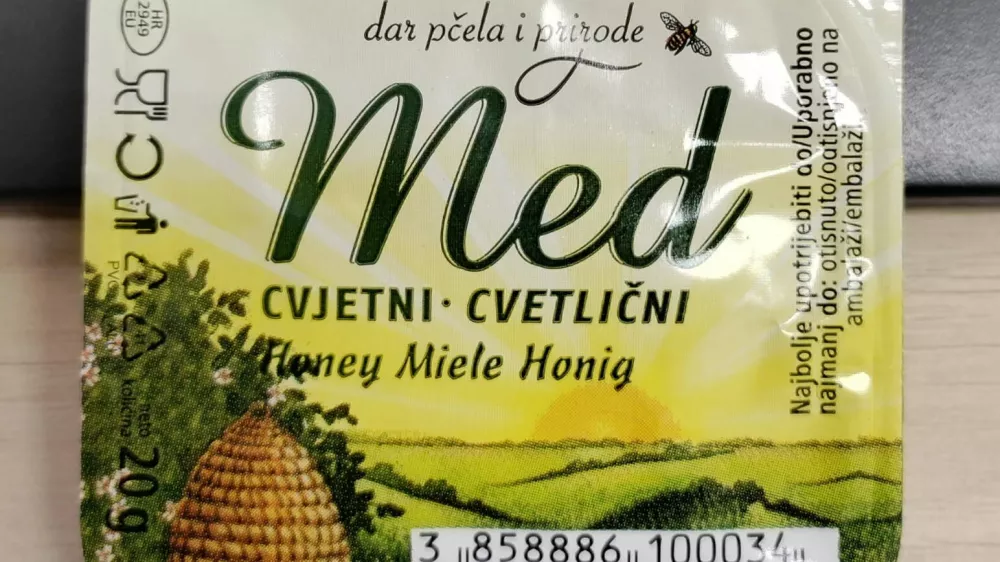 dar pčela i prirode
Med
CVJETNI · CVETLIČNI
Honey Miele Honig
HR
2949
EU
neto
količina 20 g
Najbolje upotrijebiti do/Uporabno
najmanj do: otisnuto/odtisnjeno na
ambalaži/embalaži
3 858886 100034